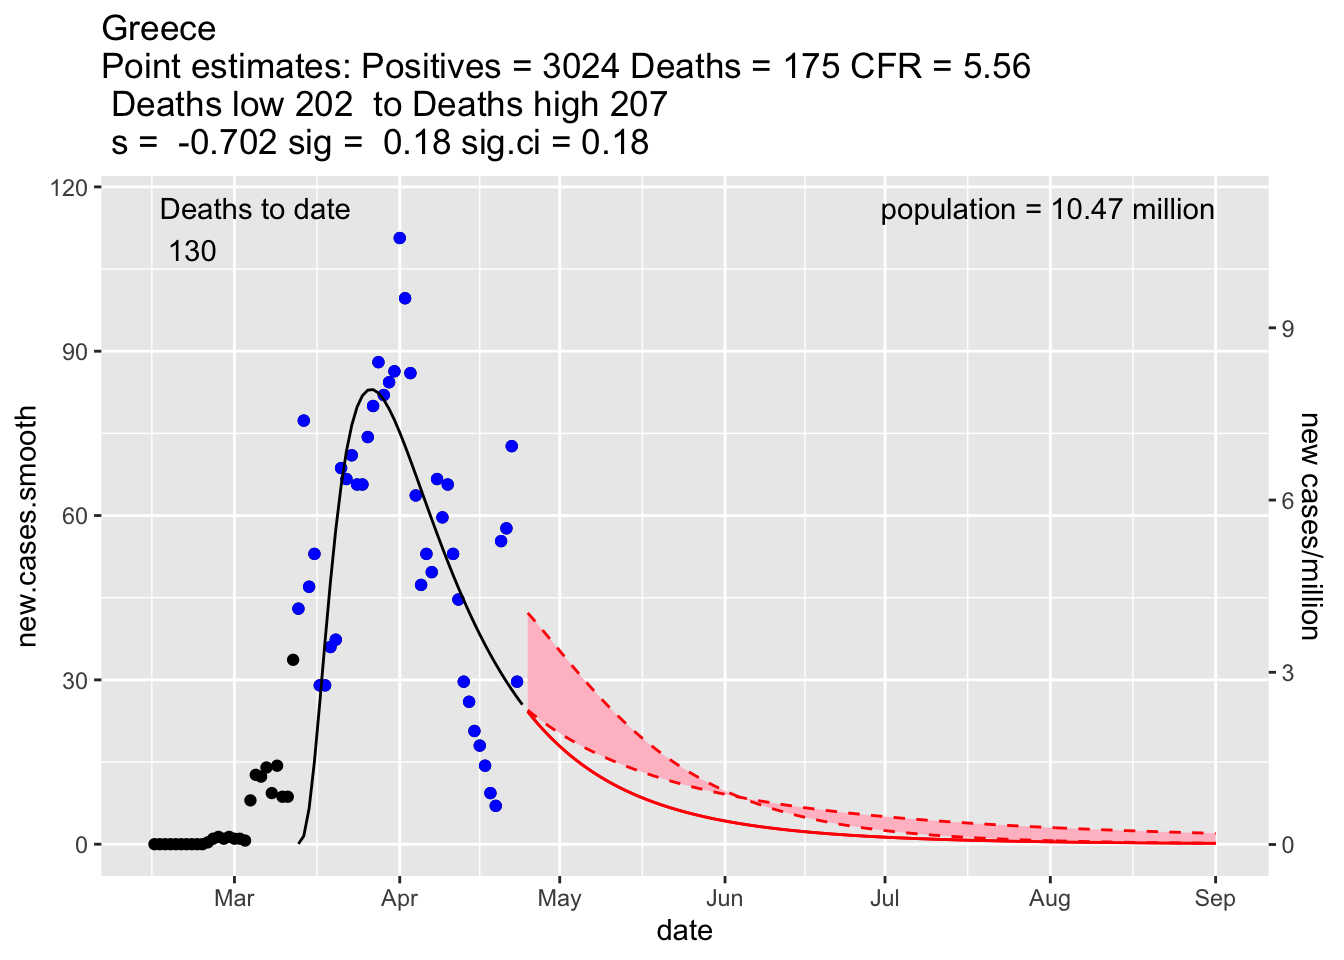 Greece
Point estimates: Positives = 3024 Deaths = 175 CFR = 5.56
Deaths low 202  to Deaths high 207
s =  -0.702 sig =  0.18 sig.ci = 0.18
Deaths to date
130
population = 10.47 million
120
90
60
30
0
new.cases.smooth
9
6
3
0
new cases/million
Mar Apr May Jun Jul Aug Sep
date